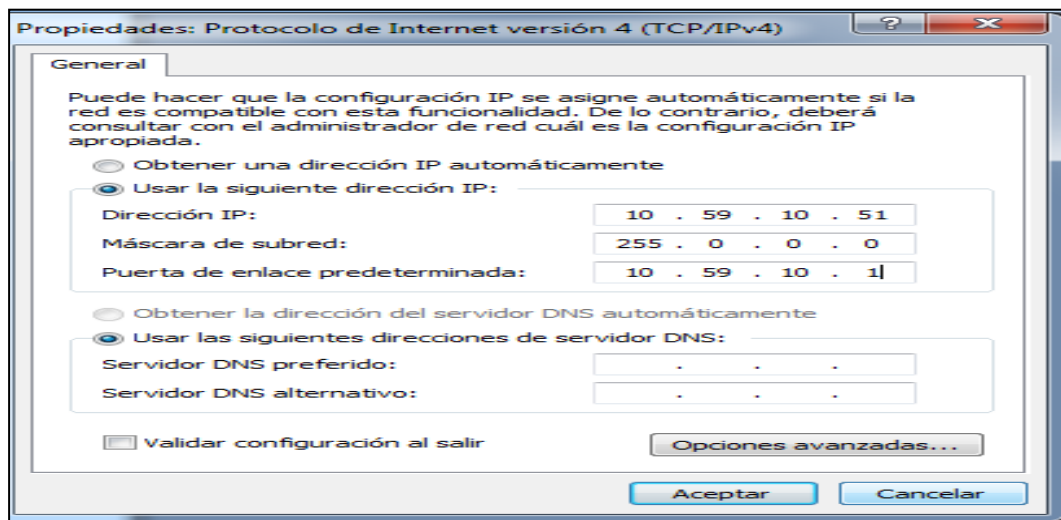 Propiedades: Protocolo de Internet versión 4 (TCP/IPv4)
?
General
Puede hacer que la configuración IP se asigne automáticamente si la
red es compatible con esta funcionalidad. De lo contrario, deberá
consultar con el administrador de red cuál es la configuración IP
apropiada.
Obtener una dirección IP automáticamente
Usar la siguiente dirección IP:
Dirección IP: 10 . 59 . 10 . 51
Máscara de subred: 255 . 0 . 0 . 0
Puerta de enlace predeterminada: 10 . 59 . 10 . 1
Obtener la dirección del servidor DNS automáticamente
Usar las siguientes direcciones de servidor DNS:
Servidor DNS preferido: . . .
Servidor DNS alternativo: . . .
Validar configuración al salir Opciones avanzadas...
Aceptar Cancelar